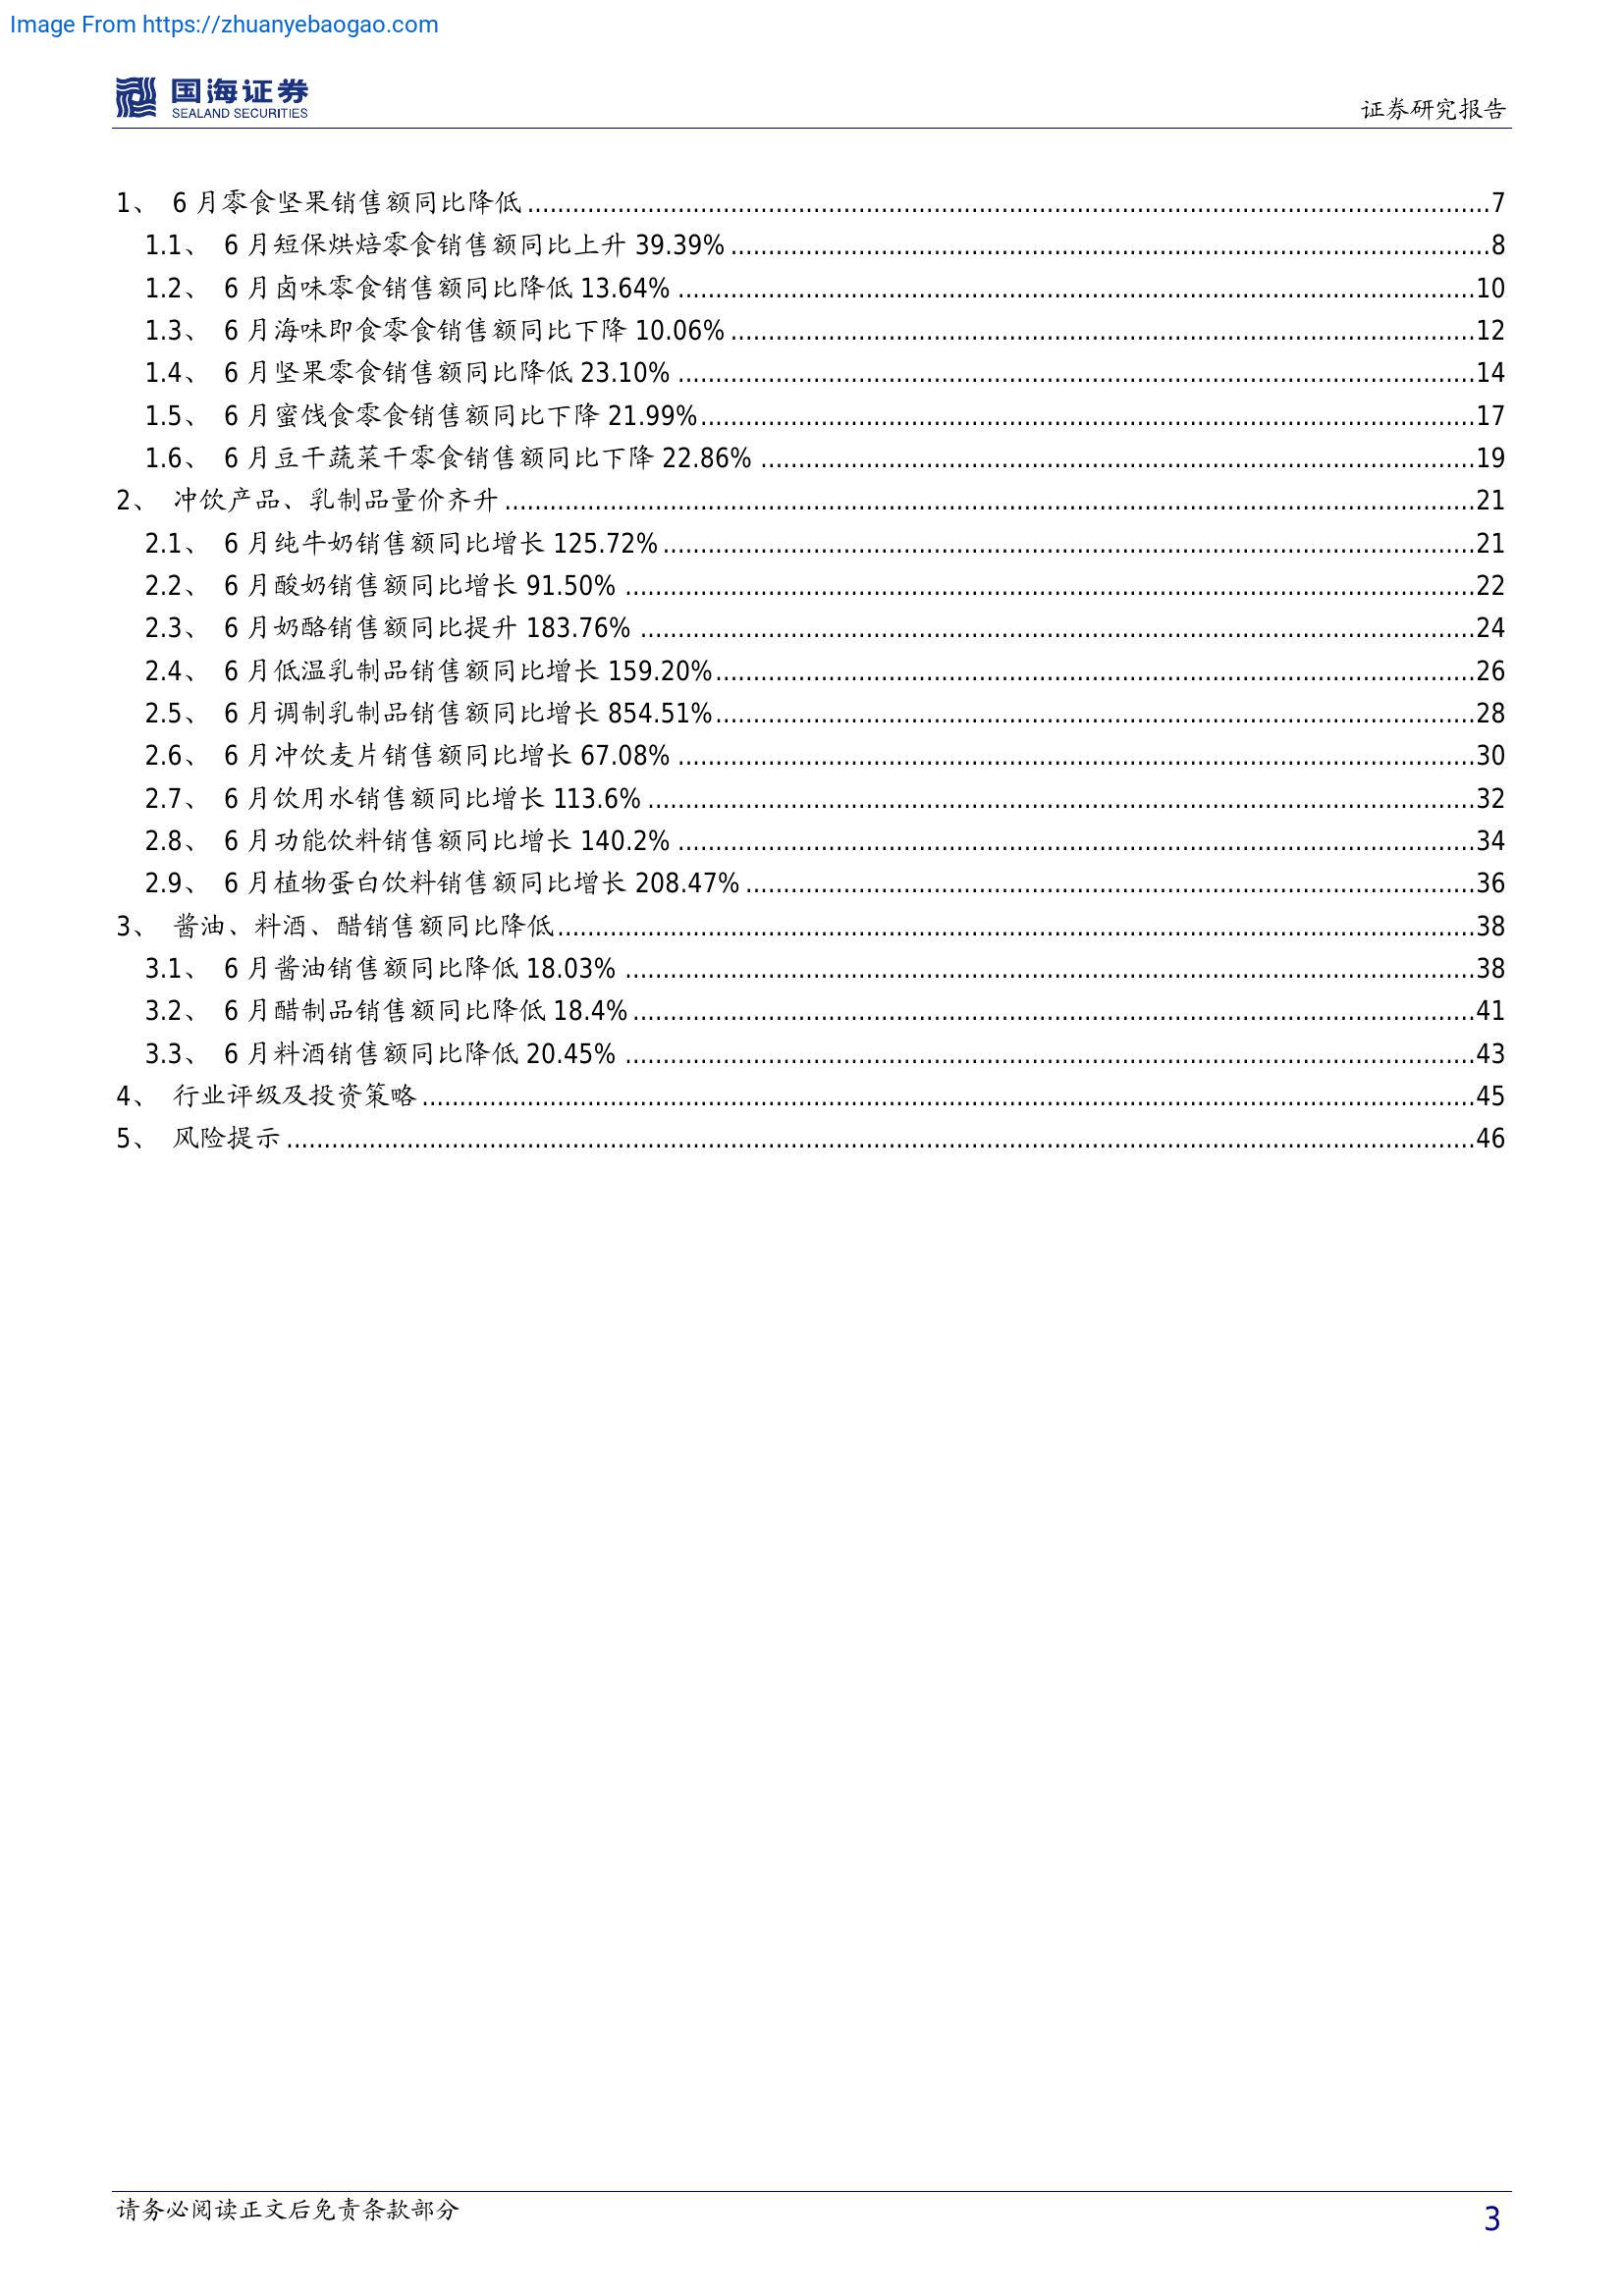 Image From https://zhuanyebaogao.com
国海证券
SEALAND SECURITIES
证券研究报告
1、 6 月零食坚果销售额同比降低 7
1.1、 6 月短保烘焙零食销售额同比上升 39.39% 8
1.2、 6 月卤味零食销售额同比降低 13.64% 10
1.3、 6 月海味即食零食销售额同比下降 10.06% 12
1.4、 6 月坚果零食销售额同比降低 23.10% 14
1.5、 6 月蜜饯食零食销售额同比下降 21.99% 17
1.6、 6 月豆干蔬菜干零食销售额同比下降 22.86% 19
2、 冲饮产品、乳制品量价齐升 21
2.1、 6 月纯牛奶销售额同比增长 125.72% 21
2.2、 6 月酸奶销售额同比增长 91.50% 22
2.3、 6 月奶酪销售额同比提升 183.76% 24
2.4、 6 月低温乳制品销售额同比增长 159.20% 26
2.5、 6 月调制乳制品销售额同比增长 854.51% 28
2.6、 6 月冲饮麦片销售额同比增长 67.08% 30
2.7、 6 月饮用水销售额同比增长 113.6% 32
2.8、 6 月功能饮料销售额同比增长 140.2% 34
2.9、 6 月植物蛋白饮料销售额同比增长 208.47% 36
3、 酱油、料酒、醋销售额同比降低 38
3.1、 6 月酱油销售额同比降低 18.03% 38
3.2、 6 月醋制品销售额同比降低 18.4% 41
3.3、 6 月料酒销售额同比降低 20.45% 43
4、 行业评级及投资策略 45
5、 风险提示 46
请务必阅读正文后免责条款部分
3